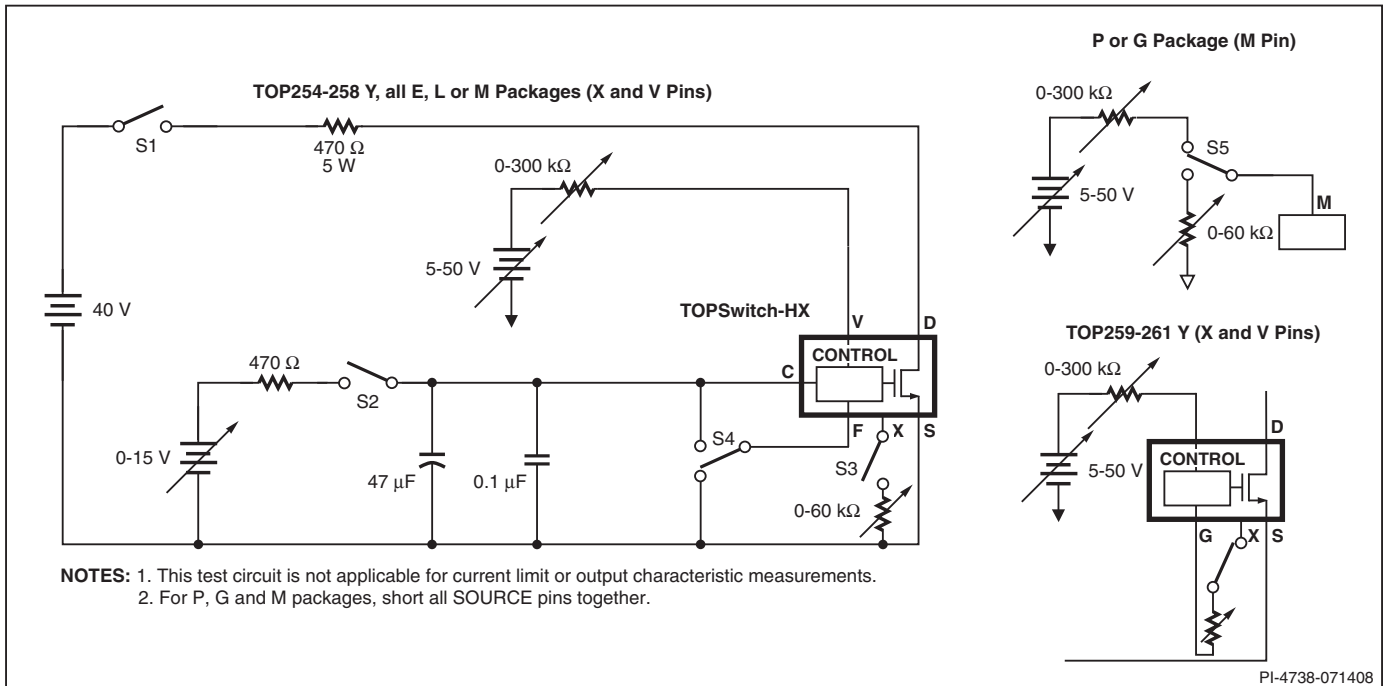 P or G Package (M Pin)
TOP254-258 Y, all E, L or M Packages (X and V Pins)
0-300 kΩ
S1
470 Ω
5 W
0-300 kΩ
S5
5-50 V
M
0-60 kΩ
5-50 V
40 V
TOPSwitch-HX
V
D
TOP259-261 Y (X and V Pins)
CONTROL
470 Ω
C
0-300 kΩ
S2
F
X
S
D
S4
0-15 V
S3
5-50 V
CONTROL
47 µF
0.1 µF
0-60 kΩ
G
X
S
NOTES: 1. This test circuit is not applicable for current limit or output characteristic measurements.
2. For P, G and M packages, short all SOURCE pins together.
PI-4738-071408